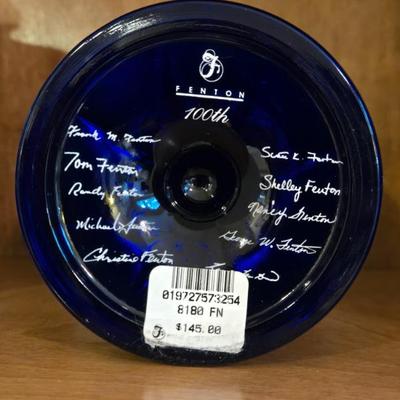 FENTON
100th
Frank M. Fenton
Tom Fenton
Randy Fenton
Michael Fenton
Christine Fenton
Scott K. Fenton
Shelley Fenton
Nancy Fenton
George W. Fenton
019727573254
8180 FN
$145.00